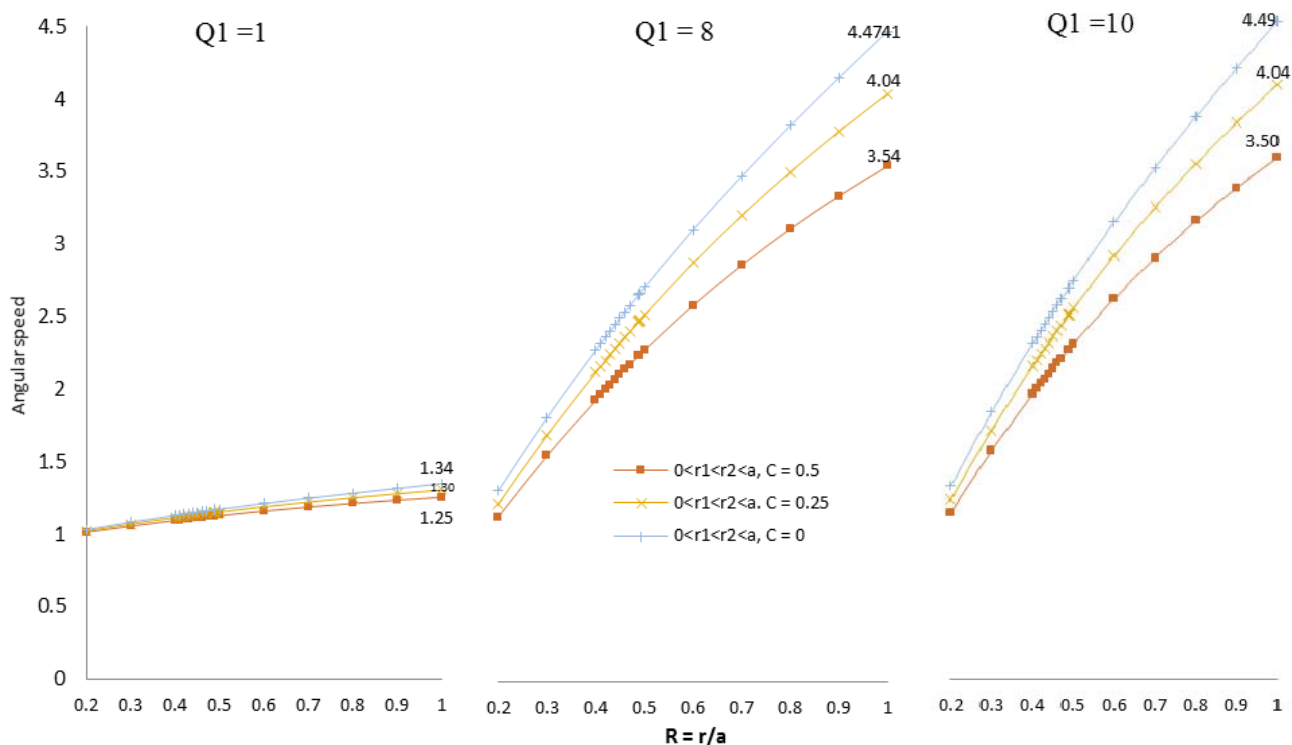 Q1 =1
Q1 = 8
Q1 =10
Angular speed
4.5
4
3.5
3
2.5
2
1.5
1
0.5
0
1.34
1.30
1.25
4.4741
4.04
3.54
4.49
4.04
3.50
0<r1<r2<a, C = 0.5
0<r1<r2<a. C = 0.25
0<r1<r2<a, C = 0
0.2 0.3 0.4 0.5 0.6 0.7 0.8 0.9 1
0.2 0.3 0.4 0.5 0.6 0.7 0.8 0.9 1
0.2 0.3 0.4 0.5 0.6 0.7 0.8 0.9 1
R = r/a